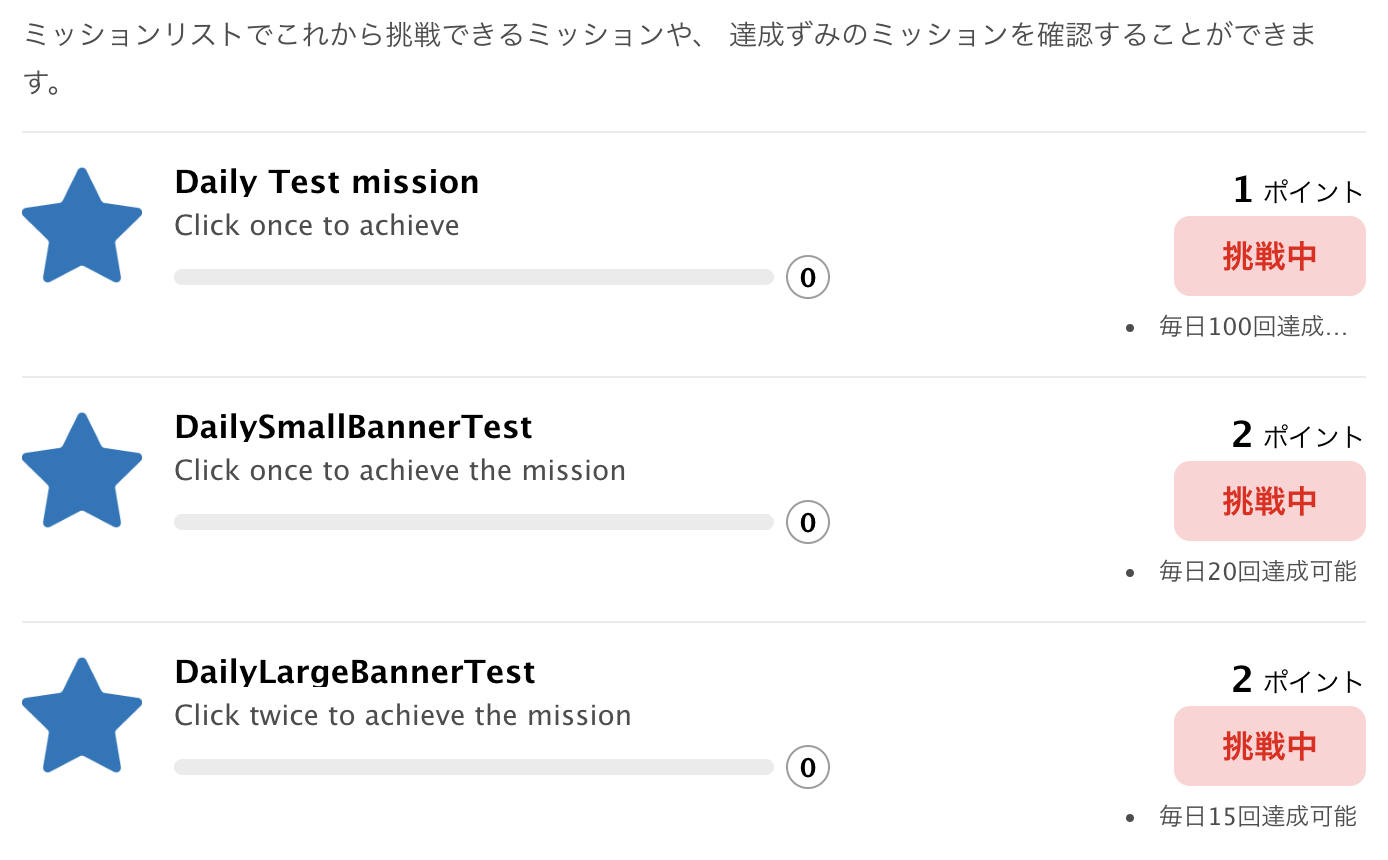 ミッションリストでこれから挑戦できるミッションや、 達成ずみのミッションを確認することができま
す。
Daily Test mission
Click once to achieve
0
1 ポイント
挑戦中
• 毎日100回達成…
DailySmallBannerTest
Click once to achieve the mission
0
2 ポイント
挑戦中
• 毎日20回達成可能
DailyLargeBannerTest
Click twice to achieve the mission
0
2 ポイント
挑戦中
• 毎日15回達成可能